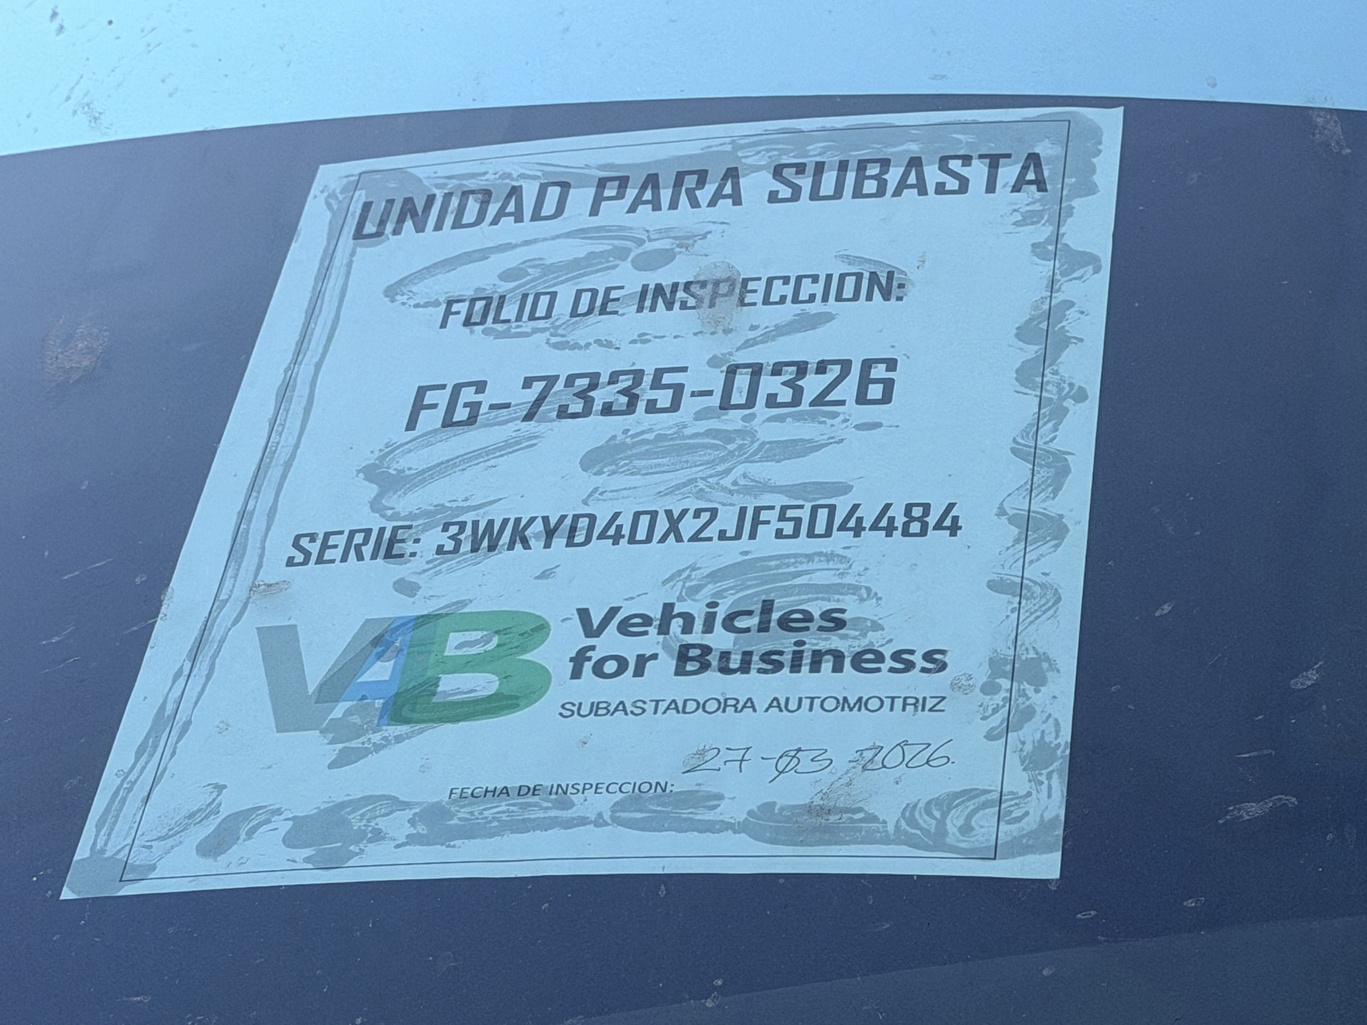 UNIDAD PARA SUBASTA
FOLIO DE INSPECCION:
FG-7335-0326
SERIE: 3WKYD40X2JF504484
VAB Vehicles
for Business
SUBASTADORA AUTOMOTRIZ
27-03-2026.
FECHA DE INSPECCION: